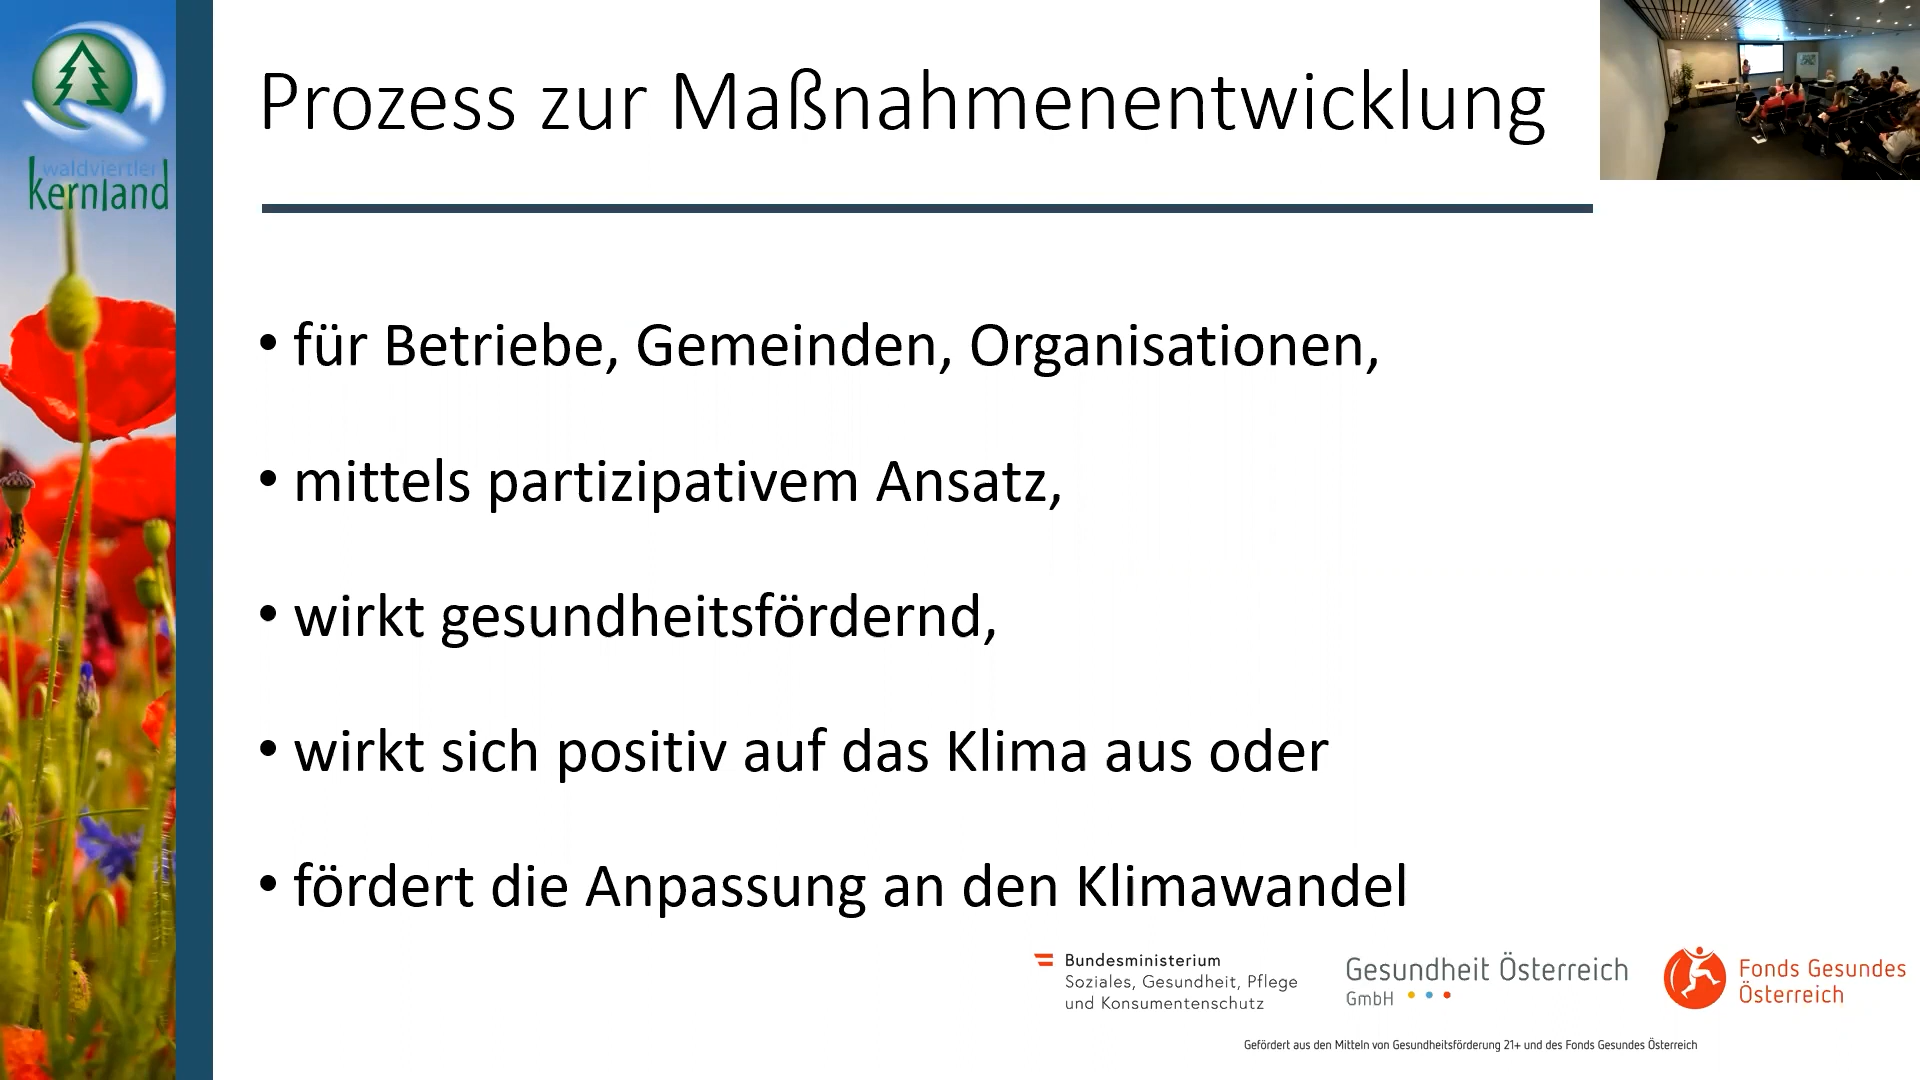 waldviertler
kernland
Prozess zur Maßnahmenentwicklung
• für Betriebe, Gemeinden, Organisationen,
• mittels partizipativem Ansatz,
• wirkt gesundheitsfördernd,
• wirkt sich positiv auf das Klima aus oder
• fördert die Anpassung an den Klimawandel
Bundesministerium
Soziales, Gesundheit, Pflege
und Konsumentenschutz
Gesundheit Österreich
GmbH
Fonds Gesundes
Österreich
Gefördert aus den Mitteln von Gesundheitsförderung 21+ und des Fonds Gesundes Österreich